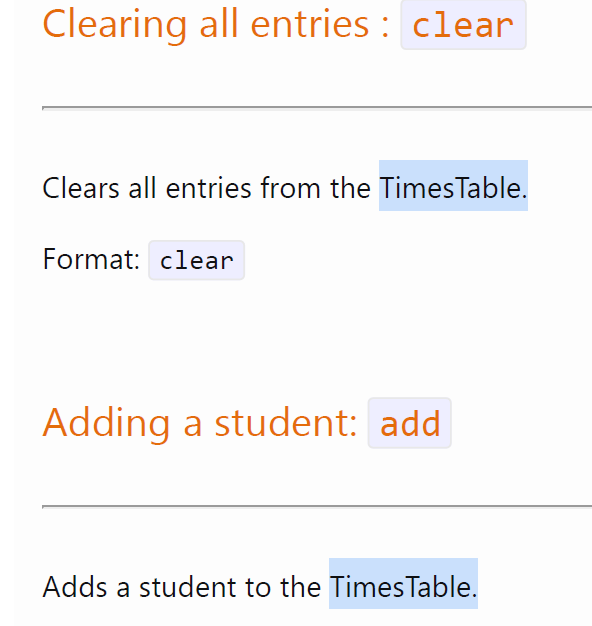 Clearing all entries : clear
Clears all entries from the TimesTable.
Format: clear
Adding a student: add
Adds a student to the TimesTable.